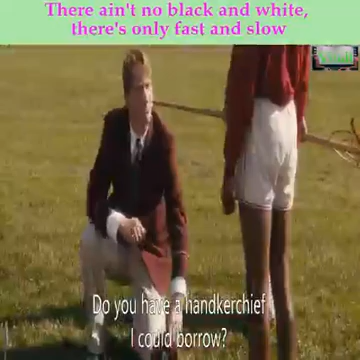 There ain't no black and white,
there's only fast and slow
Do you have a handkerchief
I could borrow?